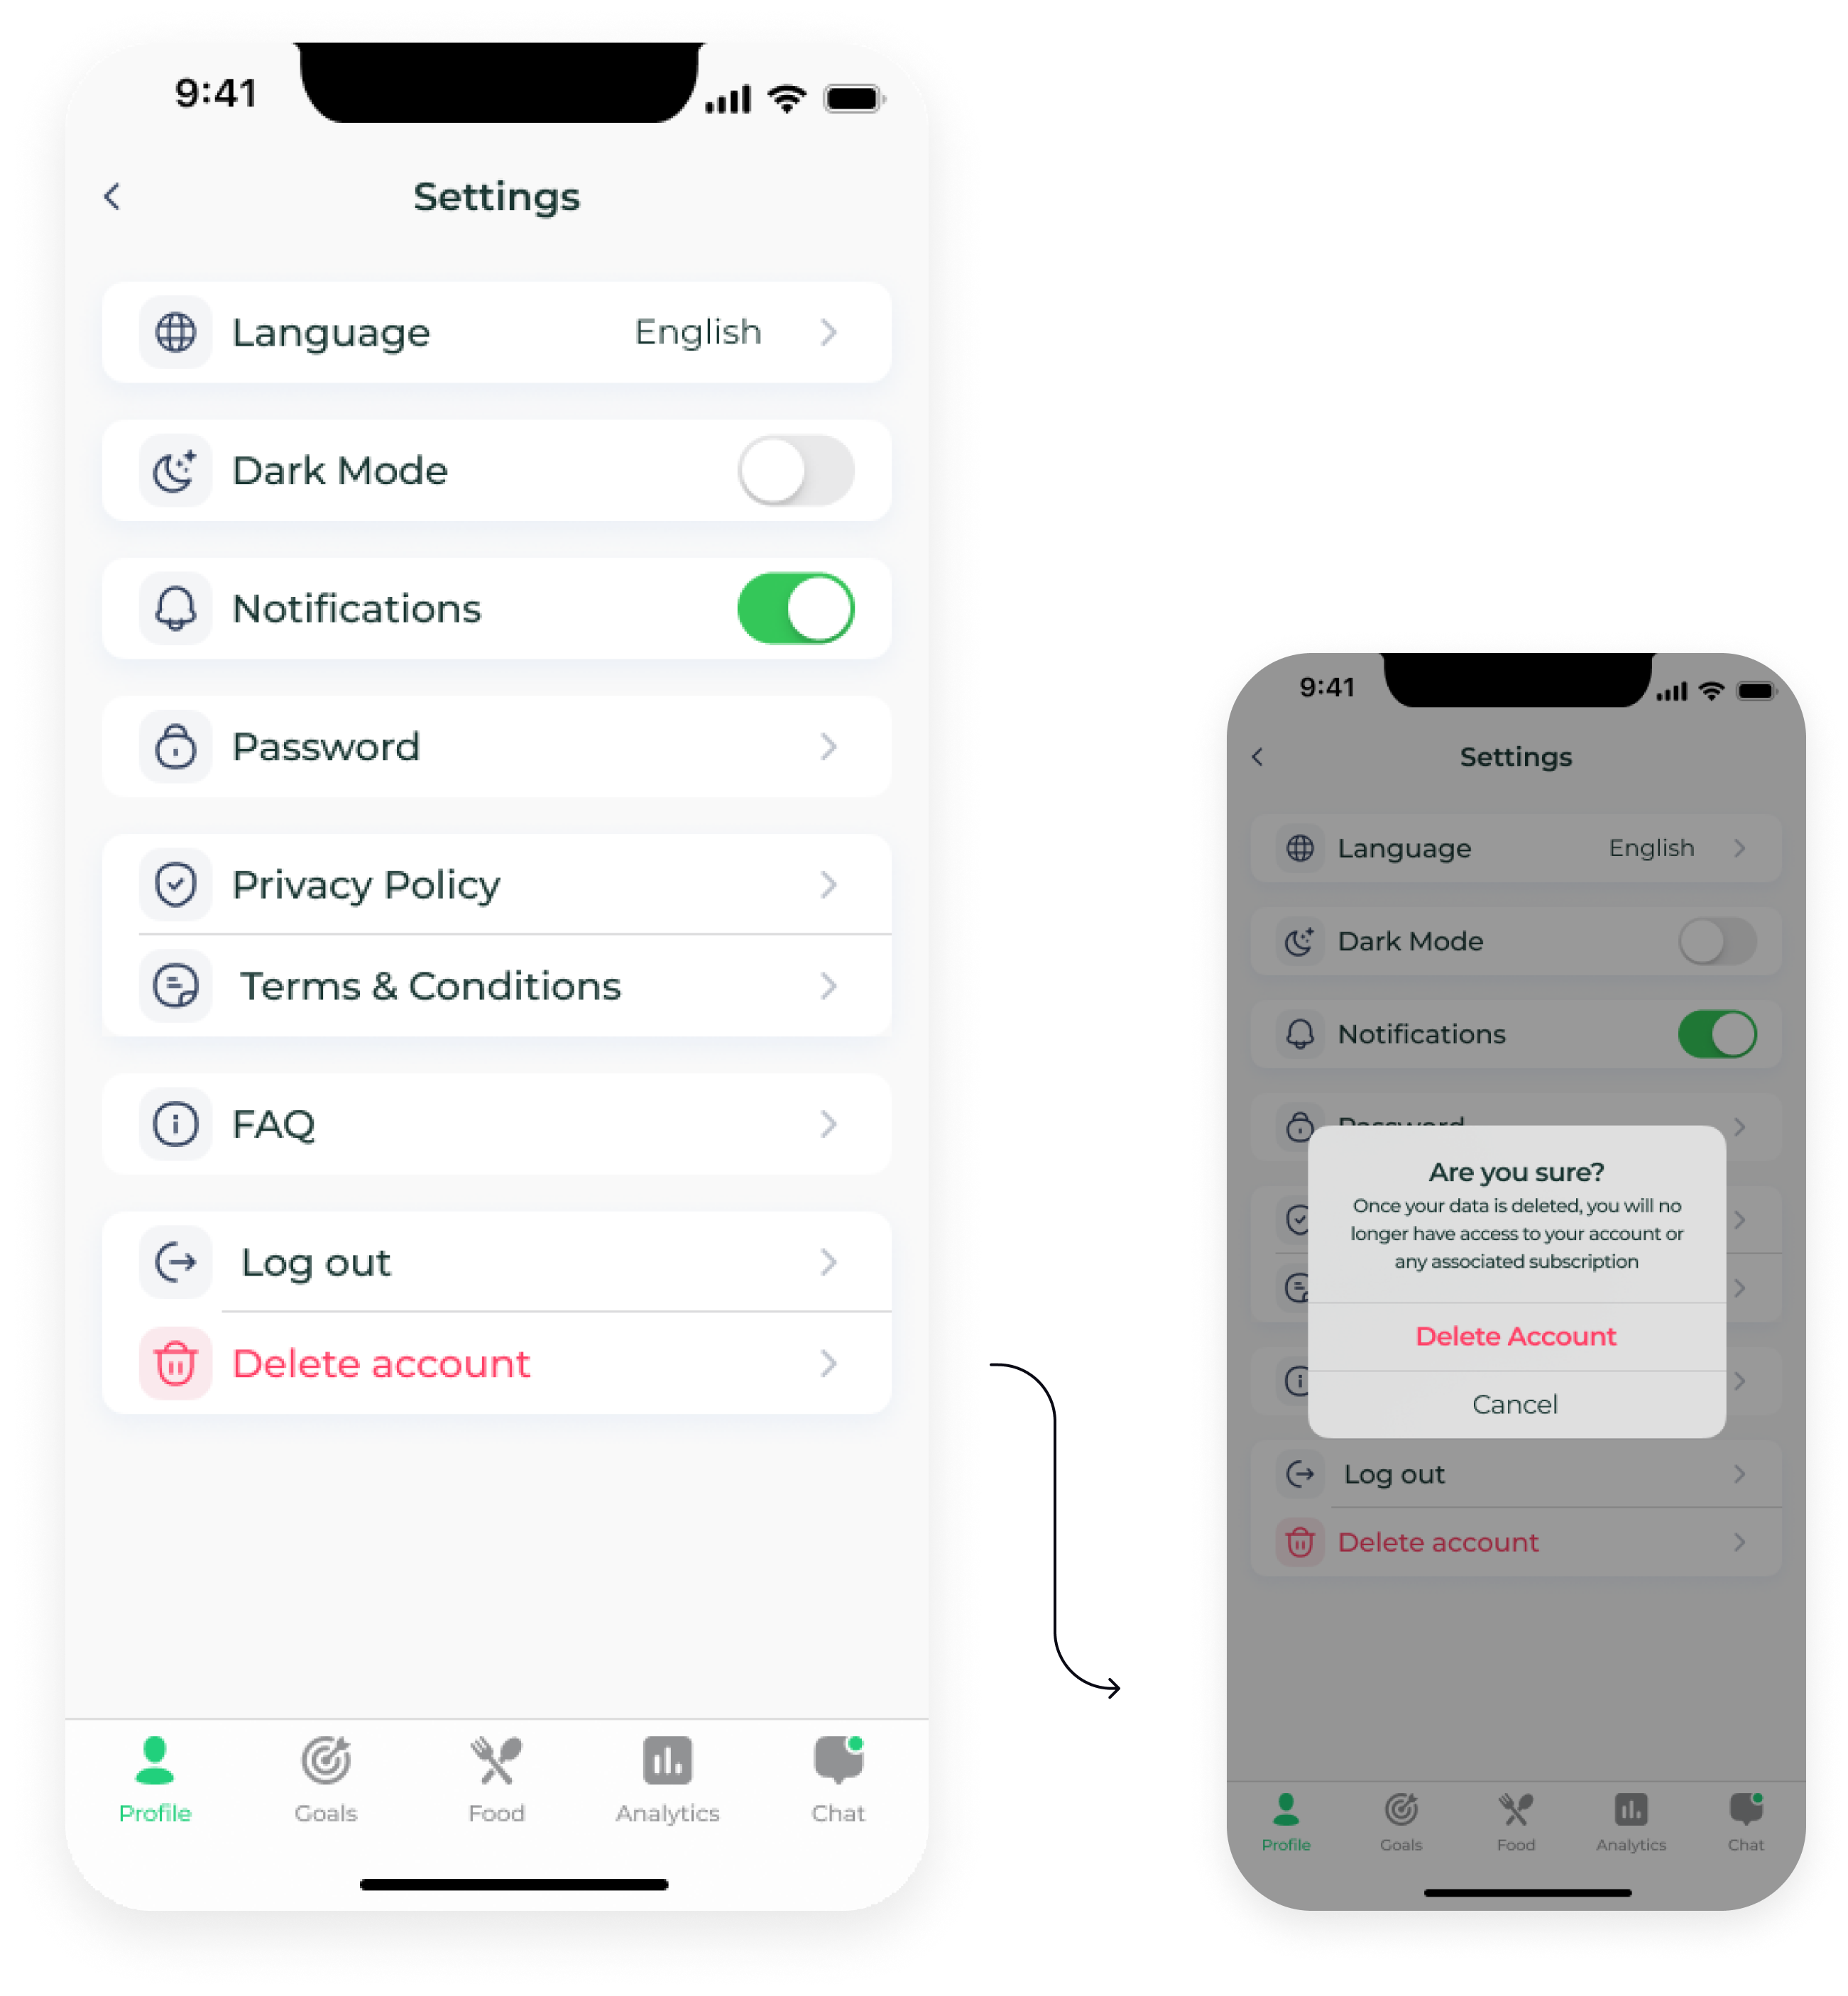 9:41
Settings
Language English
Dark Mode
Notifications
Password
Privacy Policy
Terms & Conditions
FAQ
Log out
Delete account
Profile Goals Food Analytics Chat
9:41
Settings
Language English
Dark Mode
Notifications
Password
Are you sure?
Once your data is deleted, you will no
longer have access to your account or
any associated subscription
Delete Account
Cancel
Log out
Delete account
Profile Goals Food Analytics Chat